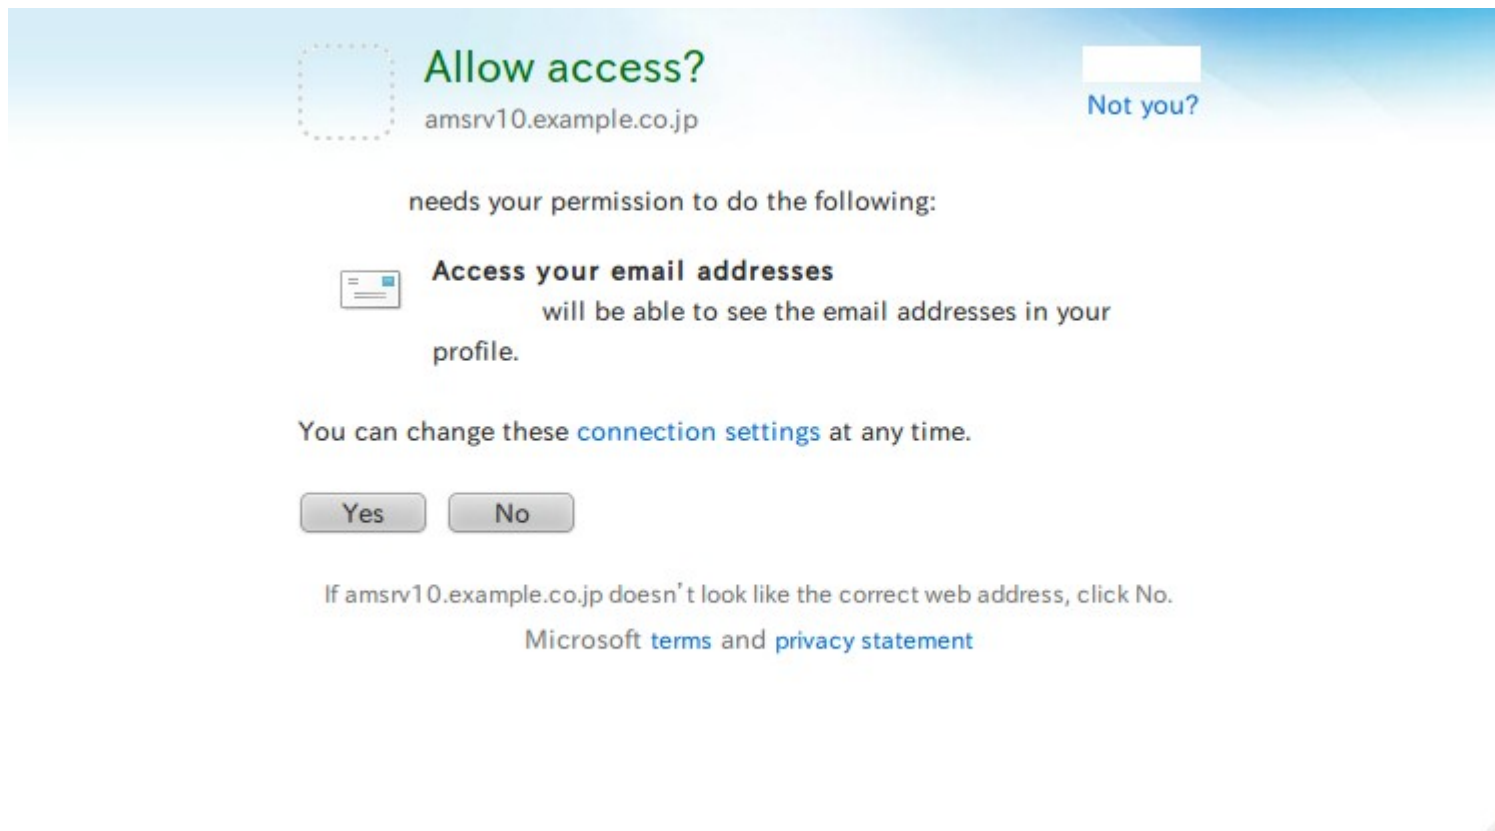 Allow access?
amsrv10.example.co.jp
Not you?
needs your permission to do the following:
Access your email addresses
will be able to see the email addresses in your
profile.
You can change these connection settings at any time.
Yes No
If amsrv10.example.co.jp doesn't look like the correct web address, click No.
Microsoft terms and privacy statement